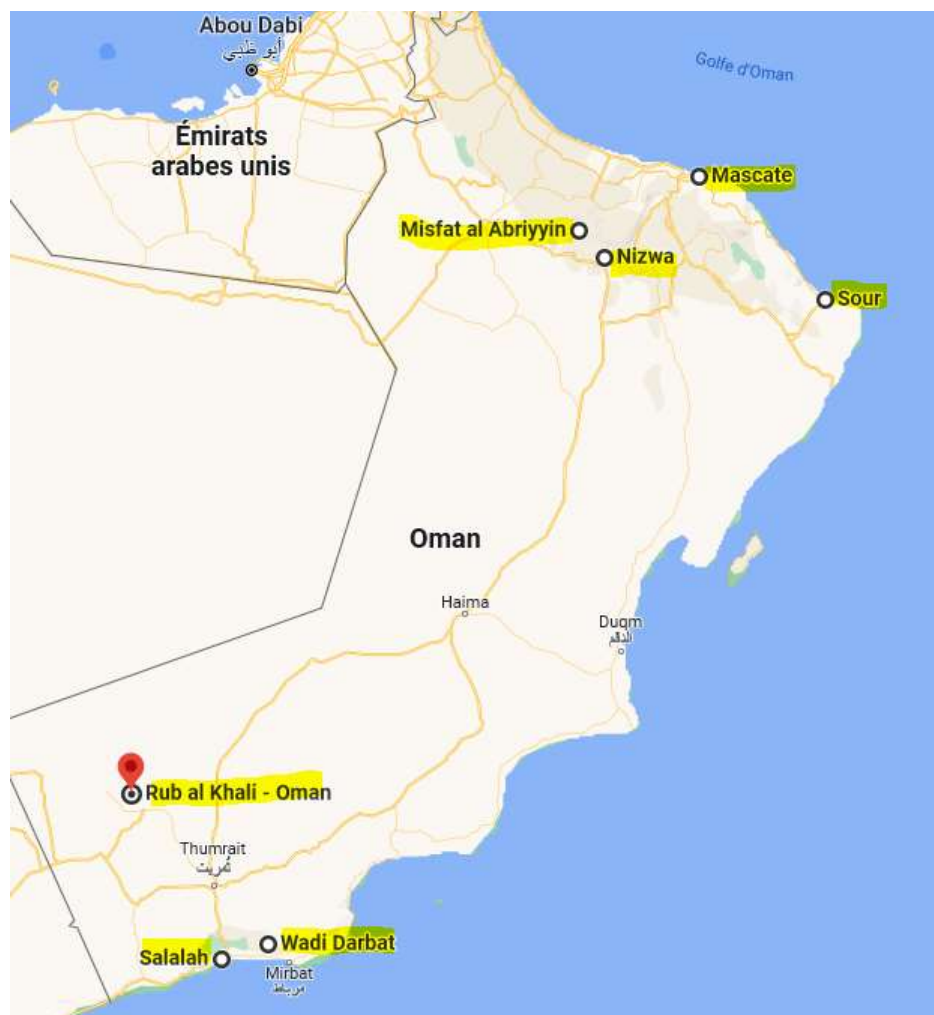 Abou Dabi
أبو ظبي
Golfe d'Oman
Émirats
arabes unis
Mascate
Misfat al Abriyyin
Nizwa
Sour
Oman
Haima
Duqm
الدقم
Rub al Khali - Oman
Thumrait
ثمريت
Wadi Darbat
Salalah
Mirbat
مرباط